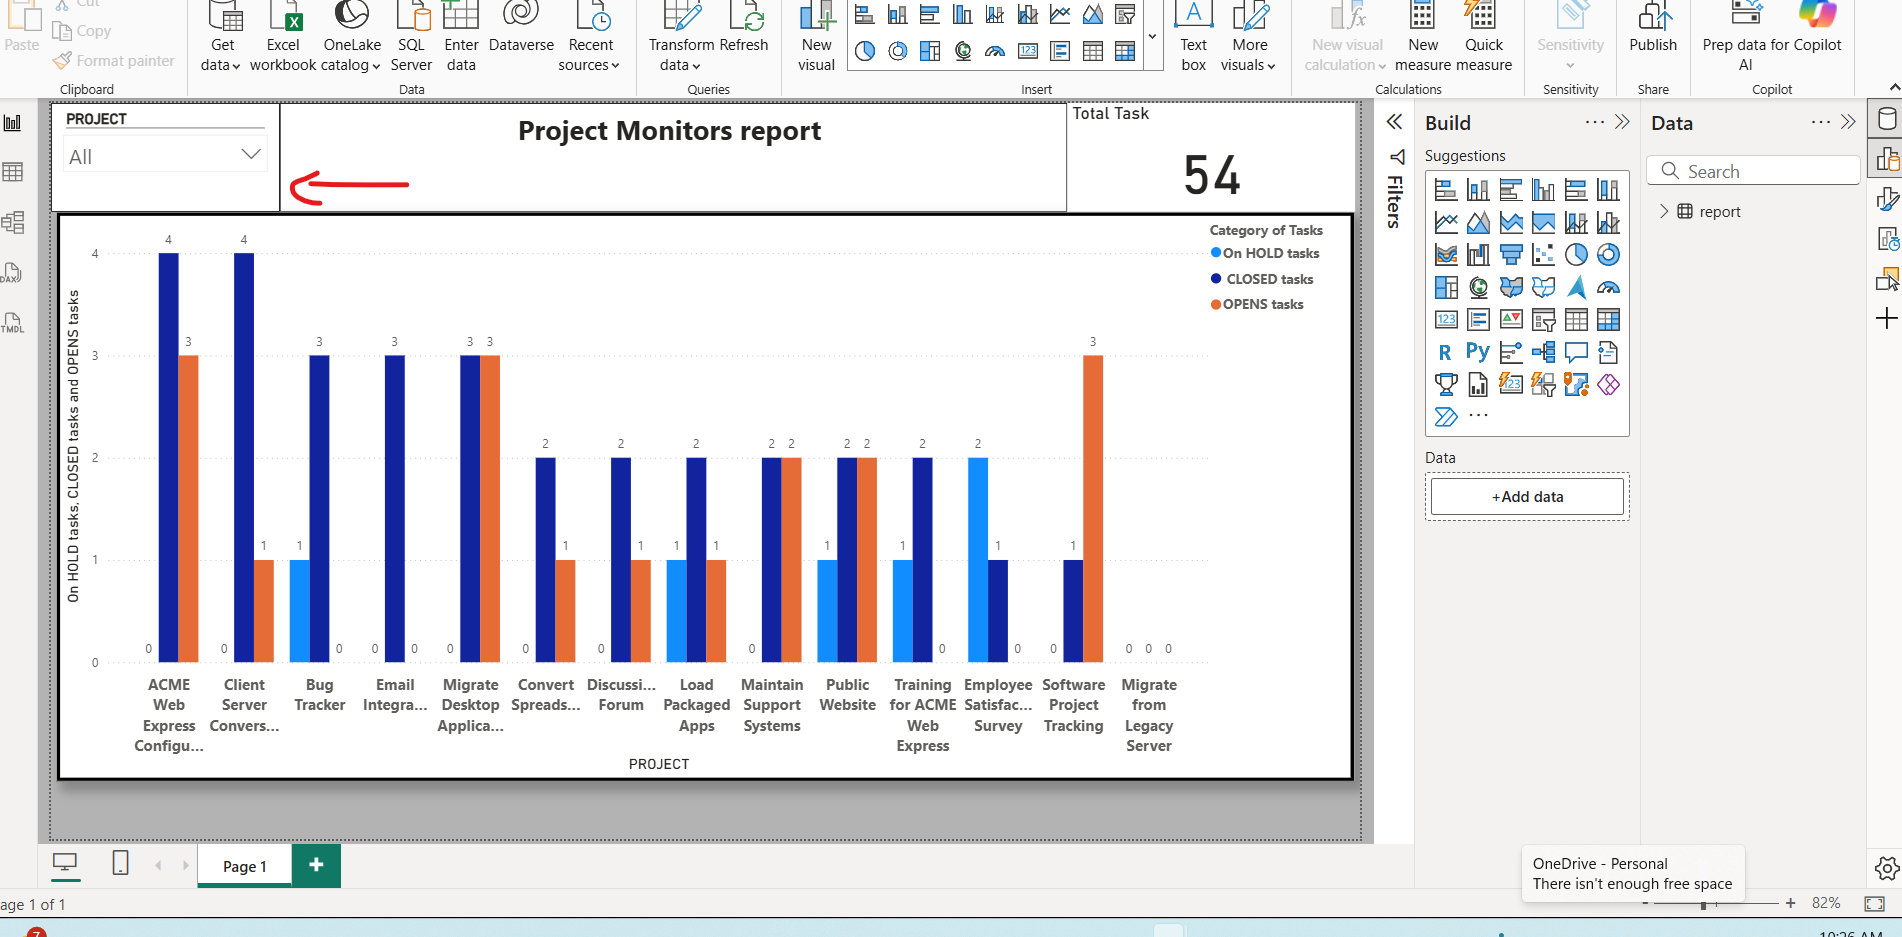 Paste
Cut
Copy
Format painter
Clipboard
Get data
Excel workbook
OneLake catalog
SQL Server
Enter data
Dataverse
Recent sources
Data
Transform data
Refresh
Queries
New visual
Insert
Text box
More visuals
New visual calculation
New measure
Quick measure
Calculations
Sensitivity
Sensitivity
Publish
Share
Prep data for AI
Copilot
Copilot
PROJECT
All
Project Monitors report
Total Task
54
Category of Tasks
On HOLD tasks
CLOSED tasks
OPENS tasks
On HOLD tasks, CLOSED tasks and OPENS tasks
4
3
2
1
0
0 4 3
0 4 1
1 3 0
0 3 0
0 3 3
0 2 1
0 2 1
1 2 1
0 2 2
1 2 2
1 2 0
2 1 0
0 1 3
0 0 0
ACME Web Express Configu...
Client Server Convers...
Bug Tracker
Email Integra...
Migrate Desktop Applica...
Convert Spreads...
Discussi... Forum
Load Packaged Apps
Maintain Support Systems
Public Website
Training for ACME Web Express
Employee Satisfac... Survey
Software Project Tracking
Migrate from Legacy Server
PROJECT
Filters
Build
Suggestions
R
Py
123
123
Data
+Add data
Data
Search
report
DAX
TMDL
Page 1
OneDrive - Personal
There isn't enough free space
age 1 of 1
82%
7
10:26 AM